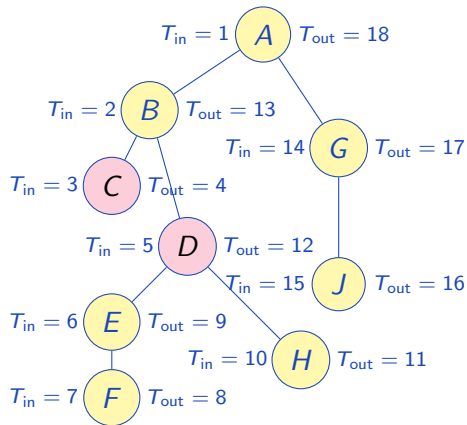 T_in = 1 A T_out = 18
T_in = 2 B T_out = 13
T_in = 14 G T_out = 17
T_in = 3 C T_out = 4
T_in = 5 D T_out = 12
T_in = 15 J T_out = 16
T_in = 6 E T_out = 9
T_in = 10 H T_out = 11
T_in = 7 F T_out = 8